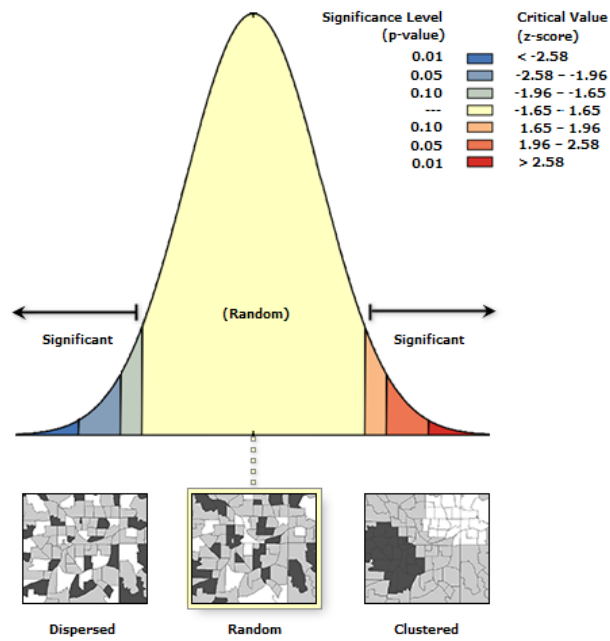 Significance Level Critical Value
(p-value) (z-score)
0.01 < -2.58
0.05 -2.58 – -1.96
0.10 -1.96 – -1.65
--- -1.65 – 1.65
0.10 1.65 – 1.96
0.05 1.96 – 2.58
0.01 > 2.58
(Random)
Significant Significant
Dispersed Random Clustered